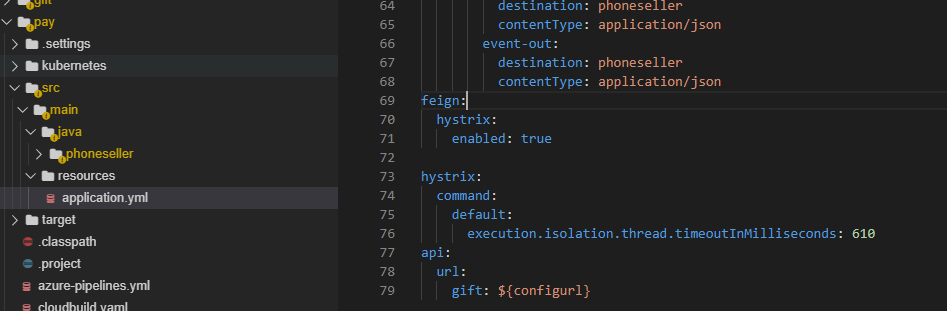 gift
pay
.settings
kubernetes
src
main
java
phoneseller
resources
application.yml
target
.classpath
.project
azure-pipelines.yml
cloudbuild.yaml
64 destination: phoneseller
65 contentType: application/json
66 event-out:
67 destination: phoneseller
68 contentType: application/json
69 feign:
70 hystrix:
71 enabled: true
72
73 hystrix:
74 command:
75 default:
76 execution.isolation.thread.timeoutInMilliseconds: 610
77 api:
78 url:
79 gift: ${configurl}